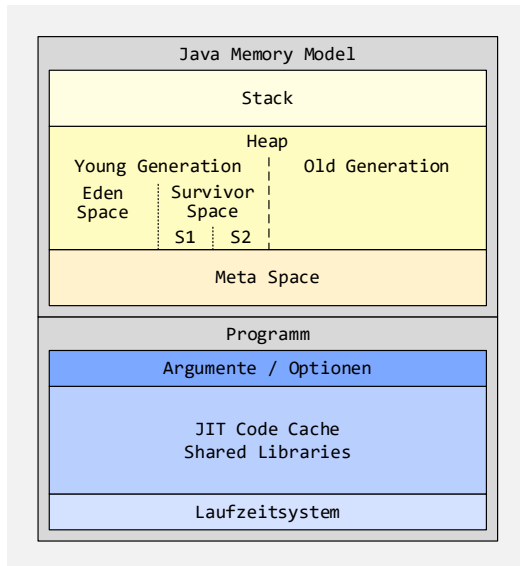 Java Memory Model
Stack
Heap
Young Generation
Old Generation
Eden
Space
Survivor
Space
S1
S2
Meta Space
Programm
Argumente / Optionen
JIT Code Cache
Shared Libraries
Laufzeitsystem